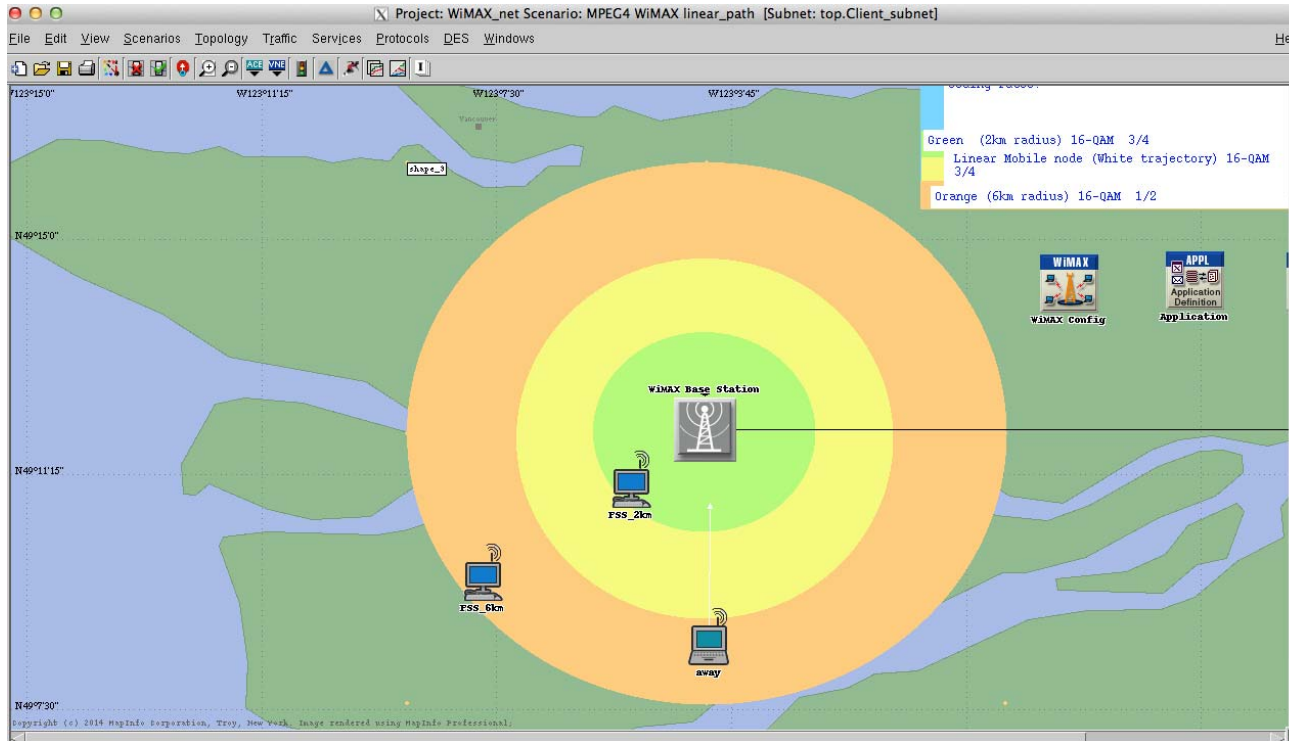 Project: WiMAX_net Scenario: MPEG4 WiMAX linear_path [Subnet: top.Client_subnet]
File Edit View Scenarios Topology Traffic Services Protocols DES Windows
ACE VNE
123°15'0" W123°11'15" W123°7'30" W123°3'45"
Vancouver
shape_9
Green (2km radius) 16-QAM 3/4
Linear Mobile node (White trajectory) 16-QAM
3/4
Orange (6km radius) 16-QAM 1/2
N49°15'0"
WiMAX
WiMAX Config
APPL
Application
Definition
Application
WiMAX Base Station
N49°11'15"
FSS_2km
FSS_6km
away
N49°7'30"
Copyright (c) 2014 MapInfo Corporation, Troy, New York. Image rendered using MapInfo Professional.